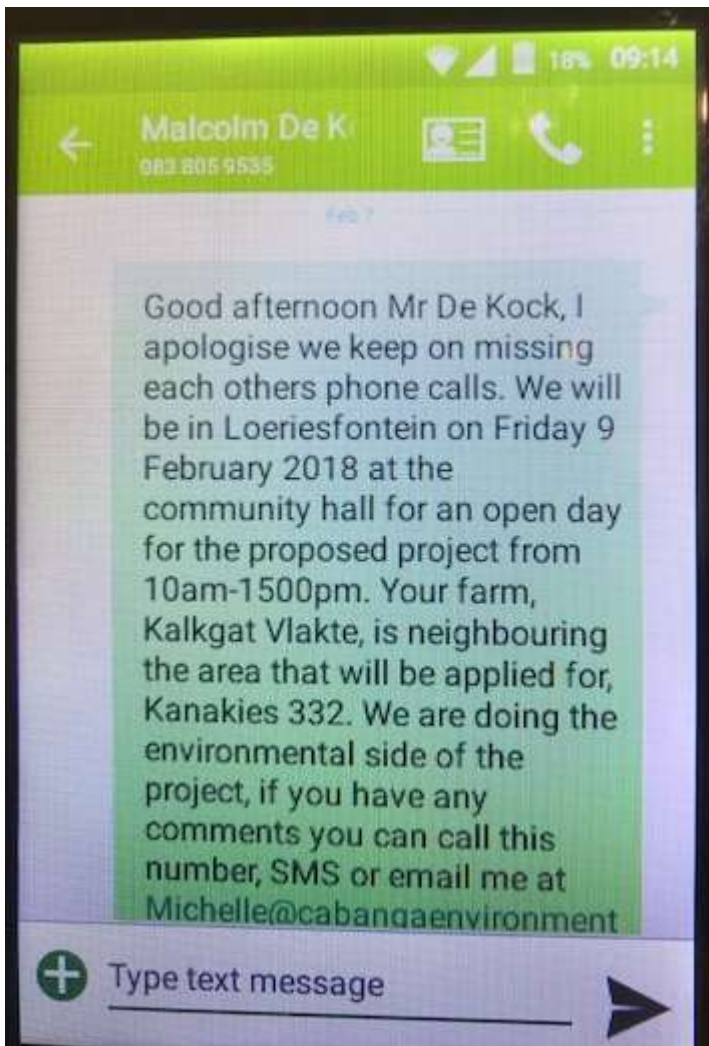 18% 09:14
Malcolm De K
083 805 9535
Feb 7
Good afternoon Mr De Kock, I
apologise we keep on missing
each others phone calls. We will
be in Loeriesfontein on Friday 9
February 2018 at the
community hall for an open day
for the proposed project from
10am-1500pm. Your farm,
Kalkgat Vlakte, is neighbouring
the area that will be applied for,
Kanakies 332. We are doing the
environmental side of the
project, if you have any
comments you can call this
number, SMS or email me at
Michelle@cabangaenvironment
Type text message